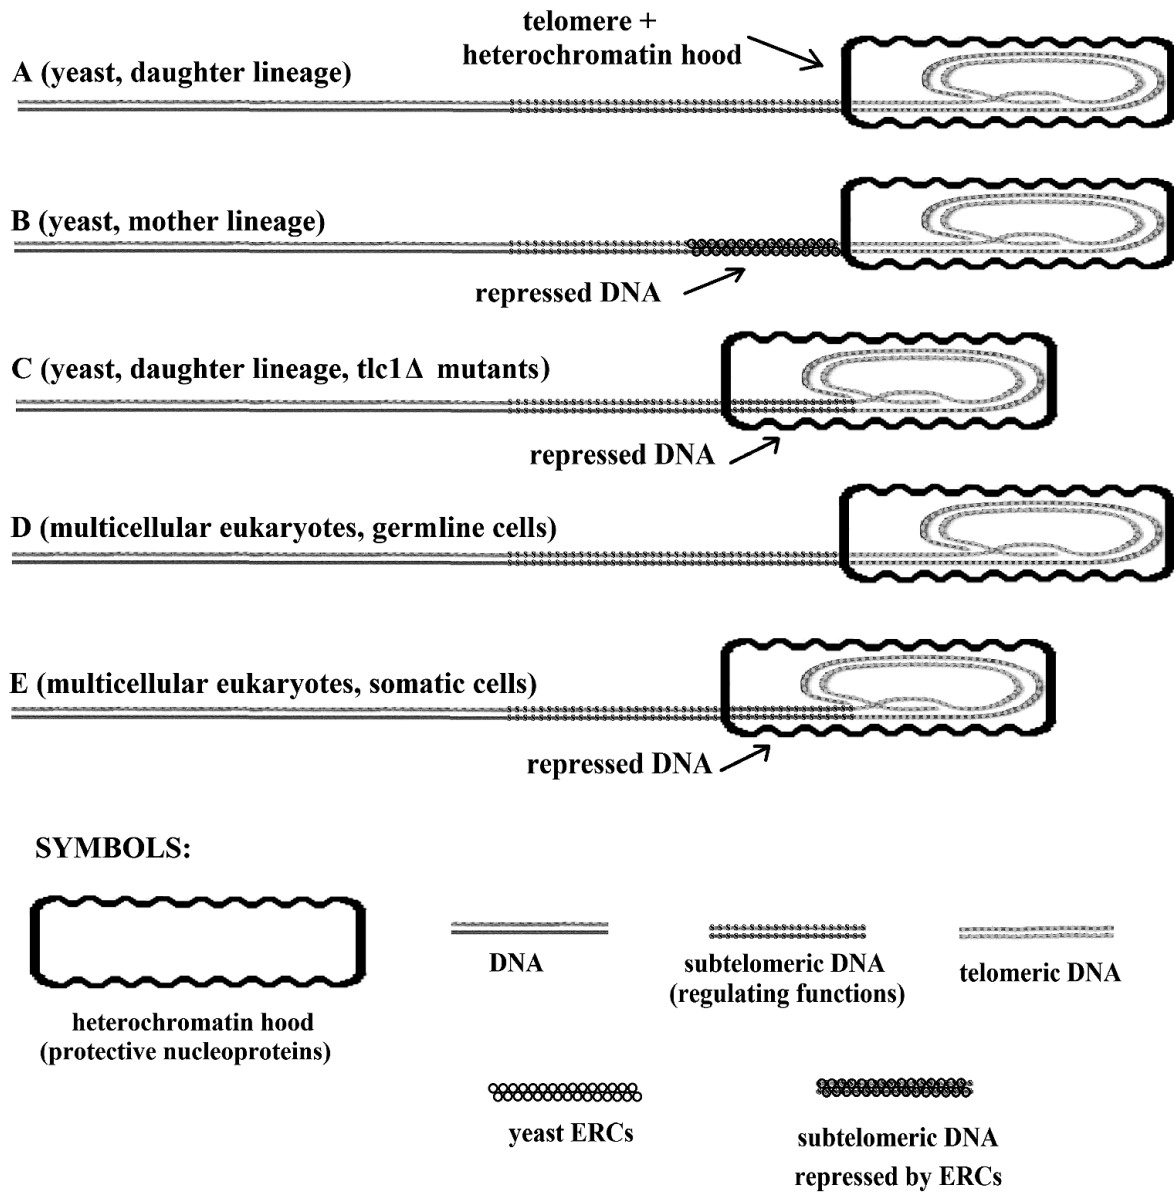 telomere +
heterochromatin hood
A (yeast, daughter lineage)
B (yeast, mother lineage)
repressed DNA
C (yeast, daughter lineage, tlc1Δ mutants)
repressed DNA
D (multicellular eukaryotes, germline cells)
E (multicellular eukaryotes, somatic cells)
repressed DNA
SYMBOLS:
heterochromatin hood
(protective nucleoproteins)
DNA
subtelomeric DNA
(regulating functions)
telomeric DNA
yeast ERCs
subtelomeric DNA
repressed by ERCs